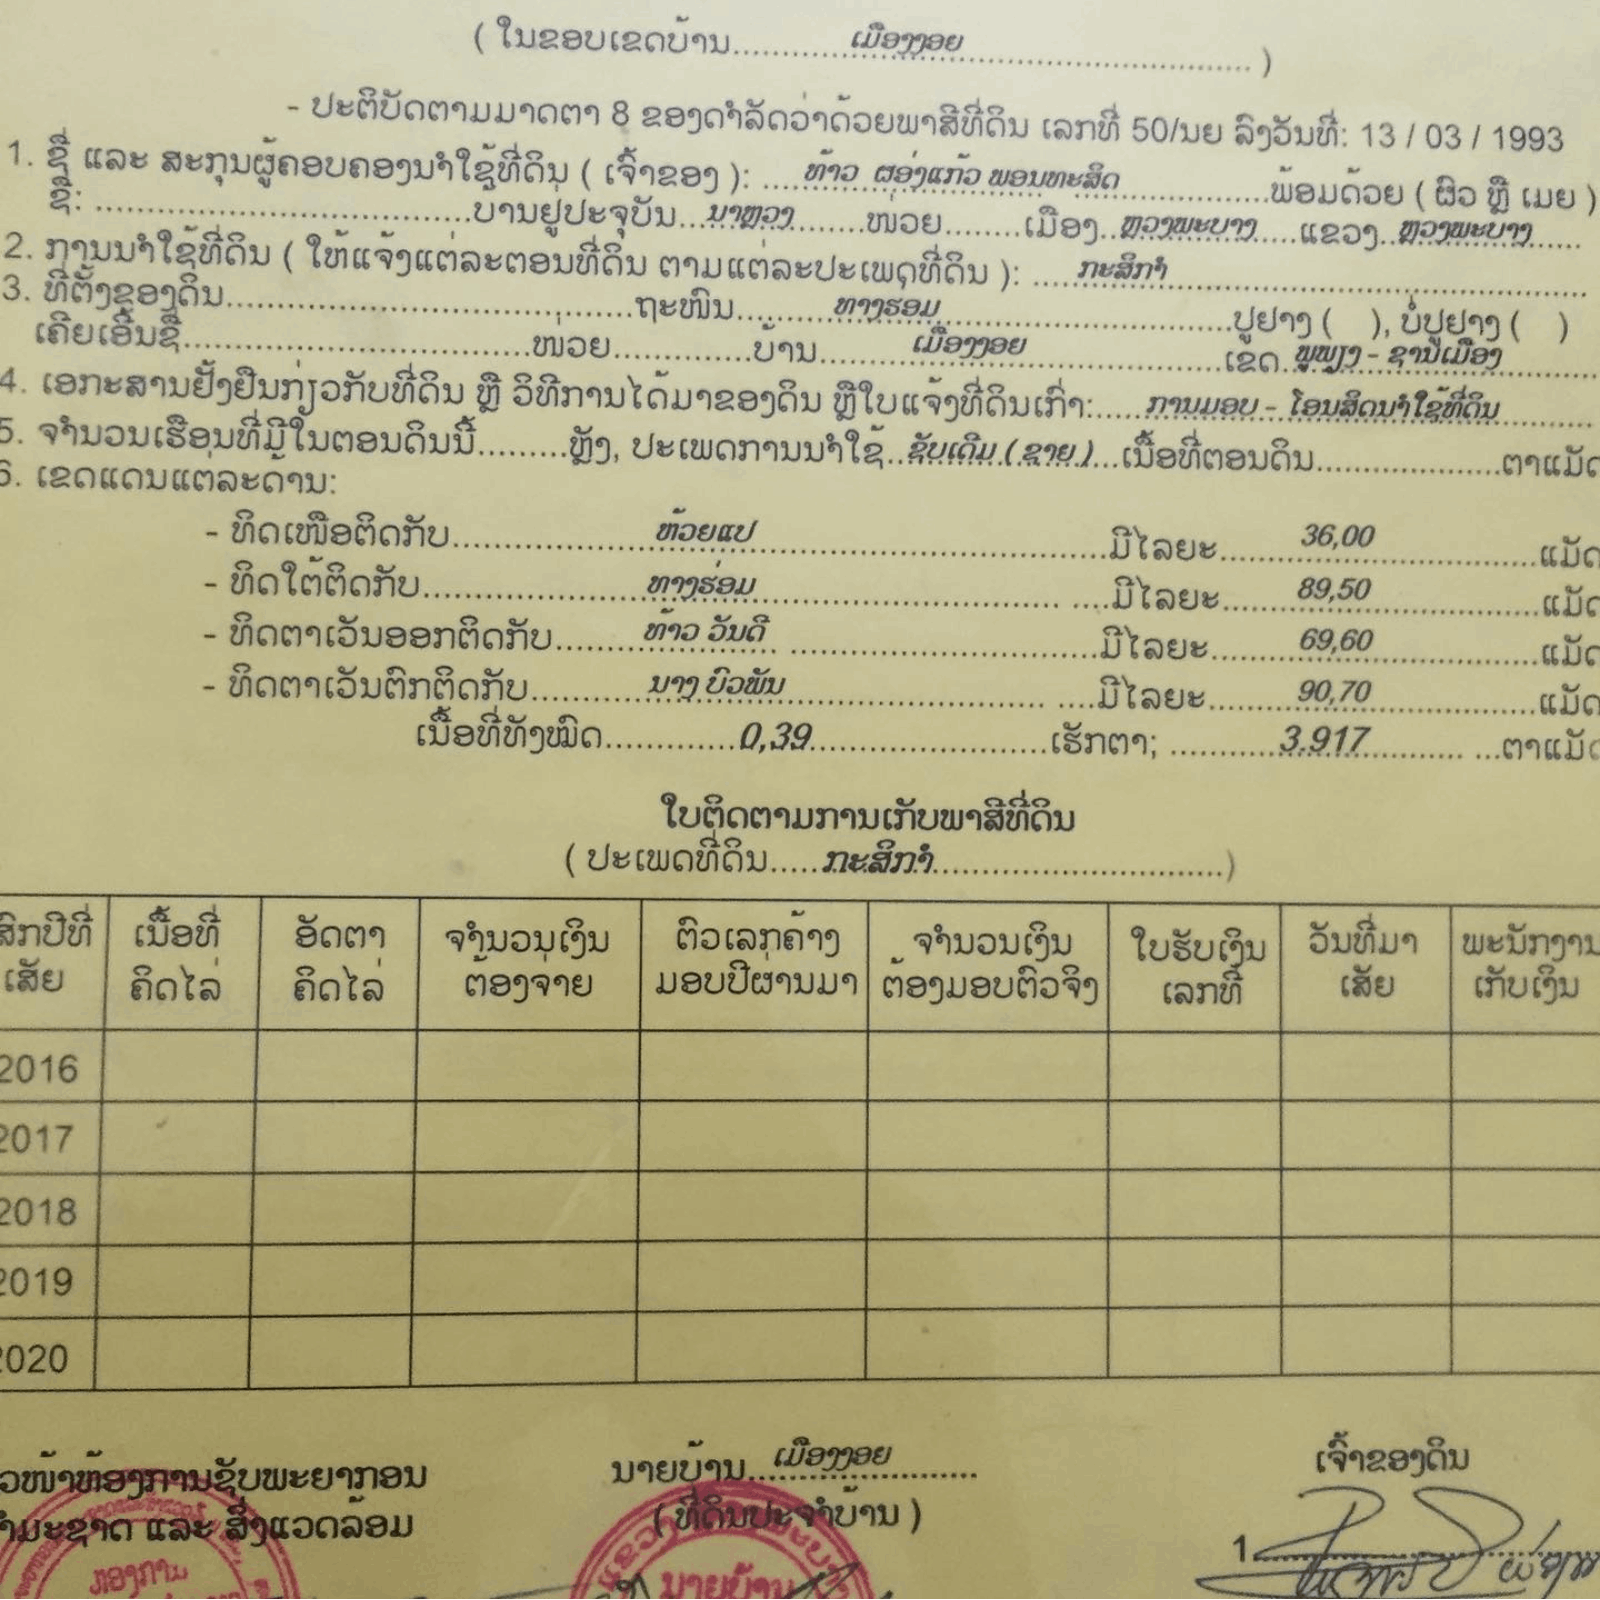 ( ໃນຂອບເຂດບ້ານ.........ເມືອງງອຍ......................... )
- ປະຕິບັດຕາມມາດຕາ 8 ຂອງດຳລັດວ່າດ້ວຍພາສີທີ່ດິນ ເລກທີ່ 50/ນຍ ລົງວັນທີ່: 13 / 03 / 1993
1. ຊື່ ແລະ ສະກຸນຜູ້ຄອບຄອງນຳໃຊ້ທີ່ດິນ ( ເຈົ້າຂອງ ): ....ທ້າວ ຜອ່ງແກ້ວ ພອນທະສິດ...............ພ້ອມດ້ວຍ ( ຜົວ ຫຼື ເມຍ )
ຊື່: ..................................ບານຢູ່ປະຈຸບັນ...ນາຫຼວງ........ໜ່ວຍ........ເມືອງ..ຫຼວງພະບາງ.....ແຂວງ..ຫຼວງພະບາງ.....
2. ການນຳໃຊ້ທີ່ດິນ ( ໃຫ້ແຈ້ງແຕ່ລະຕອນທີ່ດິນ ຕາມແຕ່ລະປະເພດທີ່ດິນ ): .....ກະສິກຳ.....................................
3. ທີ່ຕັ້ງຂອງດິນ.....................................ຖະໜົນ..........ທາງຮອມ.............................ປູຢາງ ( ), ບໍ່ປູຢາງ ( )
ເຄີຍເອີ້ນຊື່................................ໜ່ວຍ.............ບ້ານ.........ເມືອງງອຍ....................ເຂດ..ພູພຽງ - ຊານເມືອງ..........
4. ເອກະສານຢັ້ງຢືນກ່ຽວກັບທີ່ດິນ ຫຼື ວິທີການໄດ້ມາຂອງດິນ ຫຼືໃບແຈ້ງທີ່ດິນເກົ່າ:.....ການມອບ - ໂອນສິດນຳໃຊ້ທີ່ດິນ..........
5. ຈຳນວນເຮືອນທີ່ມີໃນຕອນດິນນີ້.........ຫຼັງ, ປະເພດການນຳໃຊ້..ຊັບເດີມ ( ຊາຍ )...ເນື້ອທີ່ຕອນດິນ.................ຕາແມັດ
6. ເຂດແດນແຕ່ລະດ້ານ:
- ທິດເໜືອຕິດກັບ....................ຫ້ວຍແປ.................................ມີໄລຍະ........36,00................ແມັດ
- ທິດໃຕ້ຕິດກັບ......................ທາງຮ່ອມ.............................. ....ມີໄລຍະ........89,50................ແມັດ
- ທິດຕາເວັນອອກຕິດກັບ.........ທ້າວ ວັນດີ. ..............................ມີໄລຍະ.........69,60................ແມັດ
- ທິດຕາເວັນຕົກຕິດກັບ...........ນາງ ບົວພັນ......................... ....ມີໄລຍະ.........90,70................ແມັດ
ເນື້ອທີ່ທັງໝົດ.............0,39.......................ເຮັກຕາ; ...........3.917......... ...ຕາແມັດ
ໃບຕິດຕາມການເກັບພາສີທີ່ດິນ
( ປະເພດທີ່ດິນ.....ກະສິກຳ............................)
ສົກປີທີ່ ເສັຍ | ເນື້ອທີ່ ຄິດໄລ່ | ອັດຕາ ຄິດໄລ່ | ຈຳນວນເງິນ ຕ້ອງຈ່າຍ | ຕົວເລກຄ້າງ ມອບປີຜ່ານມາ | ຈຳນວນເງິນ ຕ້ອງມອບຕົວຈິງ | ໃບຮັບເງິນ ເລກທີ່ | ວັນທີ່ມາ ເສັຍ | ພະນັກງານ ເກັບເງິນ
2016
2017
2018
2019
2020
ວໜ້າຫ້ອງການຊັບພະຍາກອນ
ຳມະຊາດ ແລະ ສິ່ງແວດລ້ອມ
ນາຍບ້ານ...ເມືອງງອຍ..............
( ທີ່ດິນປະຈຳບ້ານ )
ເຈົ້າຂອງດິນ
1
ນາຍບ້ານ